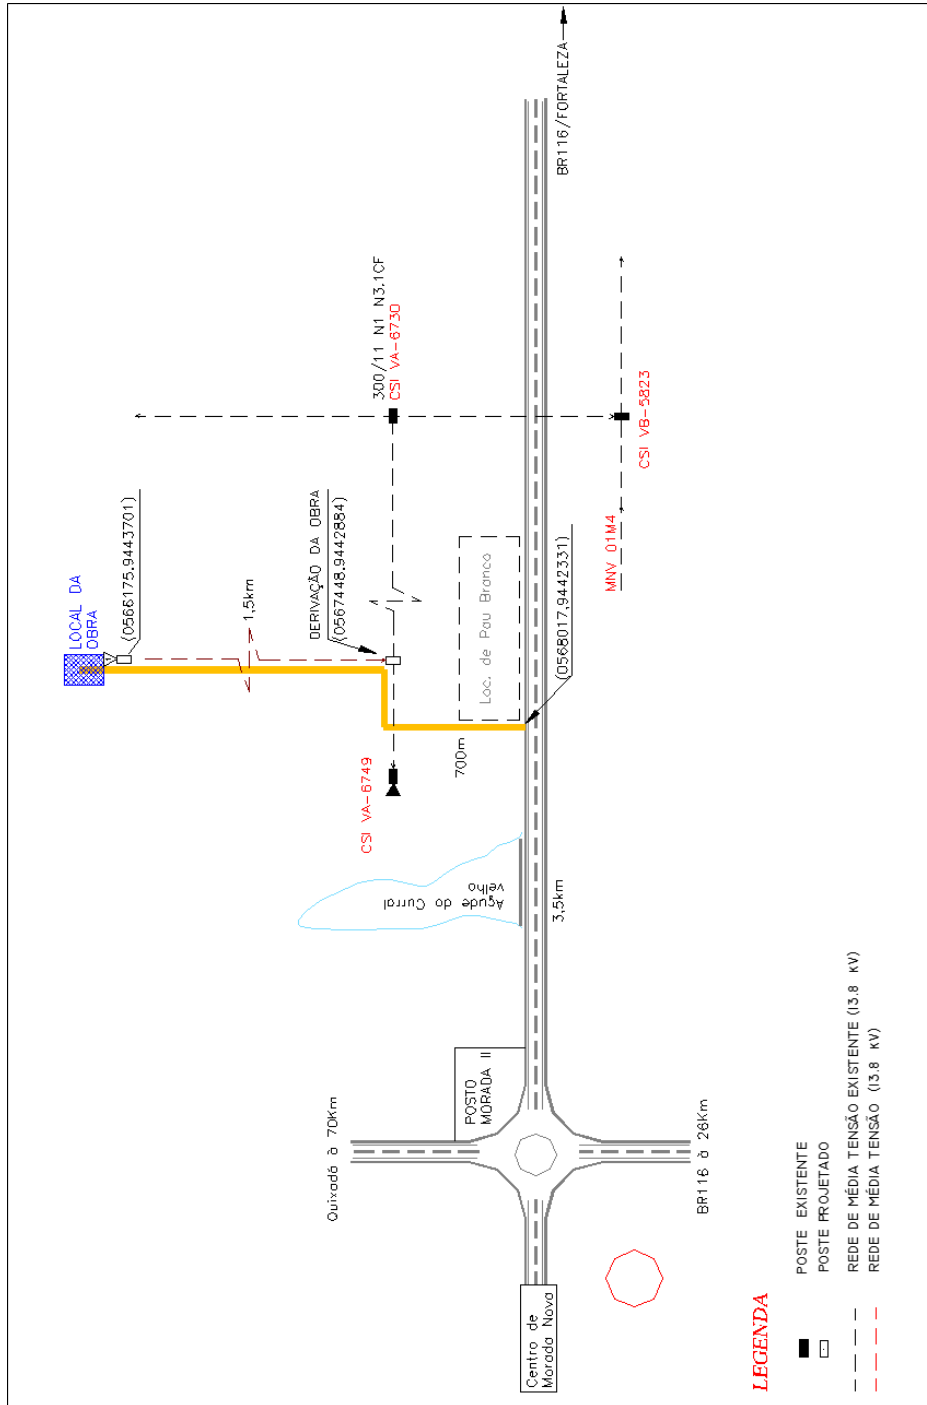 LOCAL DA
OBRA
(0566175,9443701)
1,5km
DERIVAÇÃO DA OBRA
(0567448,9442884)
300/11 N1 N3.1CF
CSI VA-6730
BR116/FORTALEZA
CSI VA-6749
700m
Loc. de Pau Branco
(0568017,9442331)
MNV 01M4
CSI VB-5823
Açude do Curral
velho
3,5km
Quixadá à 70Km
POSTO
MORADA II
BR116 à 26Km
Centro de
Morada Nova
LEGENDA
POSTE EXISTENTE
POSTE PROJETADO
REDE DE MÉDIA TENSÃO EXISTENTE (13.8 KV)
REDE DE MÉDIA TENSÃO (13.8 KV)